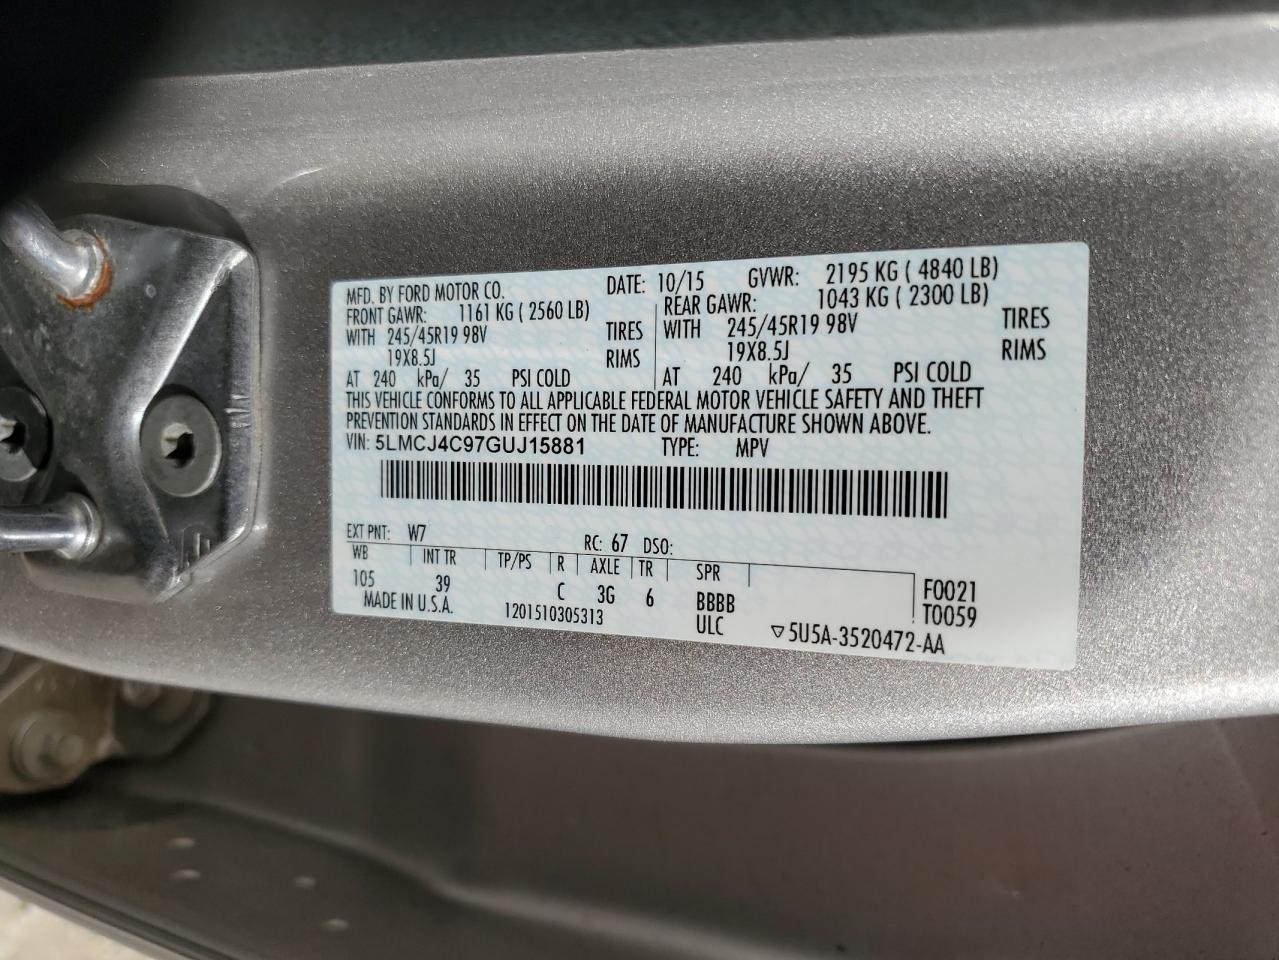 MFD. BY FORD MOTOR CO. DATE: 10/15 GVWR: 2195 KG ( 4840 LB)
FRONT GAWR: 1161 KG ( 2560 LB) REAR GAWR: 1043 KG ( 2300 LB)
WITH 245/45R19 98V TIRES WITH 245/45R19 98V TIRES
19X8.5J RIMS 19X8.5J RIMS
AT 240 kPa/ 35 PSI COLD AT 240 kPa/ 35 PSI COLD
THIS VEHICLE CONFORMS TO ALL APPLICABLE FEDERAL MOTOR VEHICLE SAFETY AND THEFT
PREVENTION STANDARDS IN EFFECT ON THE DATE OF MANUFACTURE SHOWN ABOVE.
VIN: 5LMCJ4C97GUJ15881 TYPE: MPV
EXT PNT: W7 RC: 67 DSO:
WB INT TR TP/PS R AXLE TR SPR
105 39 C 3G 6 BBBB F0021
MADE IN U.S.A. 1201510305313 ULC T0059
▽5U5A-3520472-AA